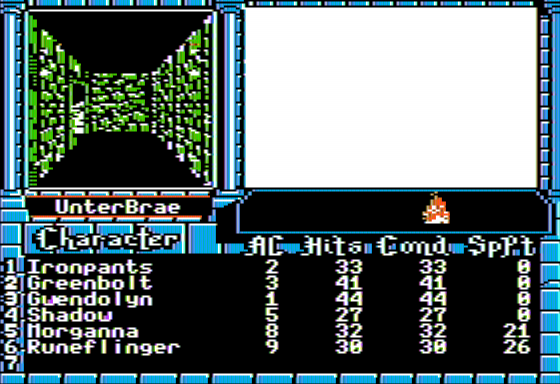 UnterBrae
Character AC Hits Cond SpPt
1 Ironpants 2 33 33 0
2 Greenbolt 3 41 41 0
3 Gwendolyn 1 44 44 0
4 Shadow 5 27 27 0
5 Morganna 8 32 32 21
6 Runeflinger 9 30 30 26
7